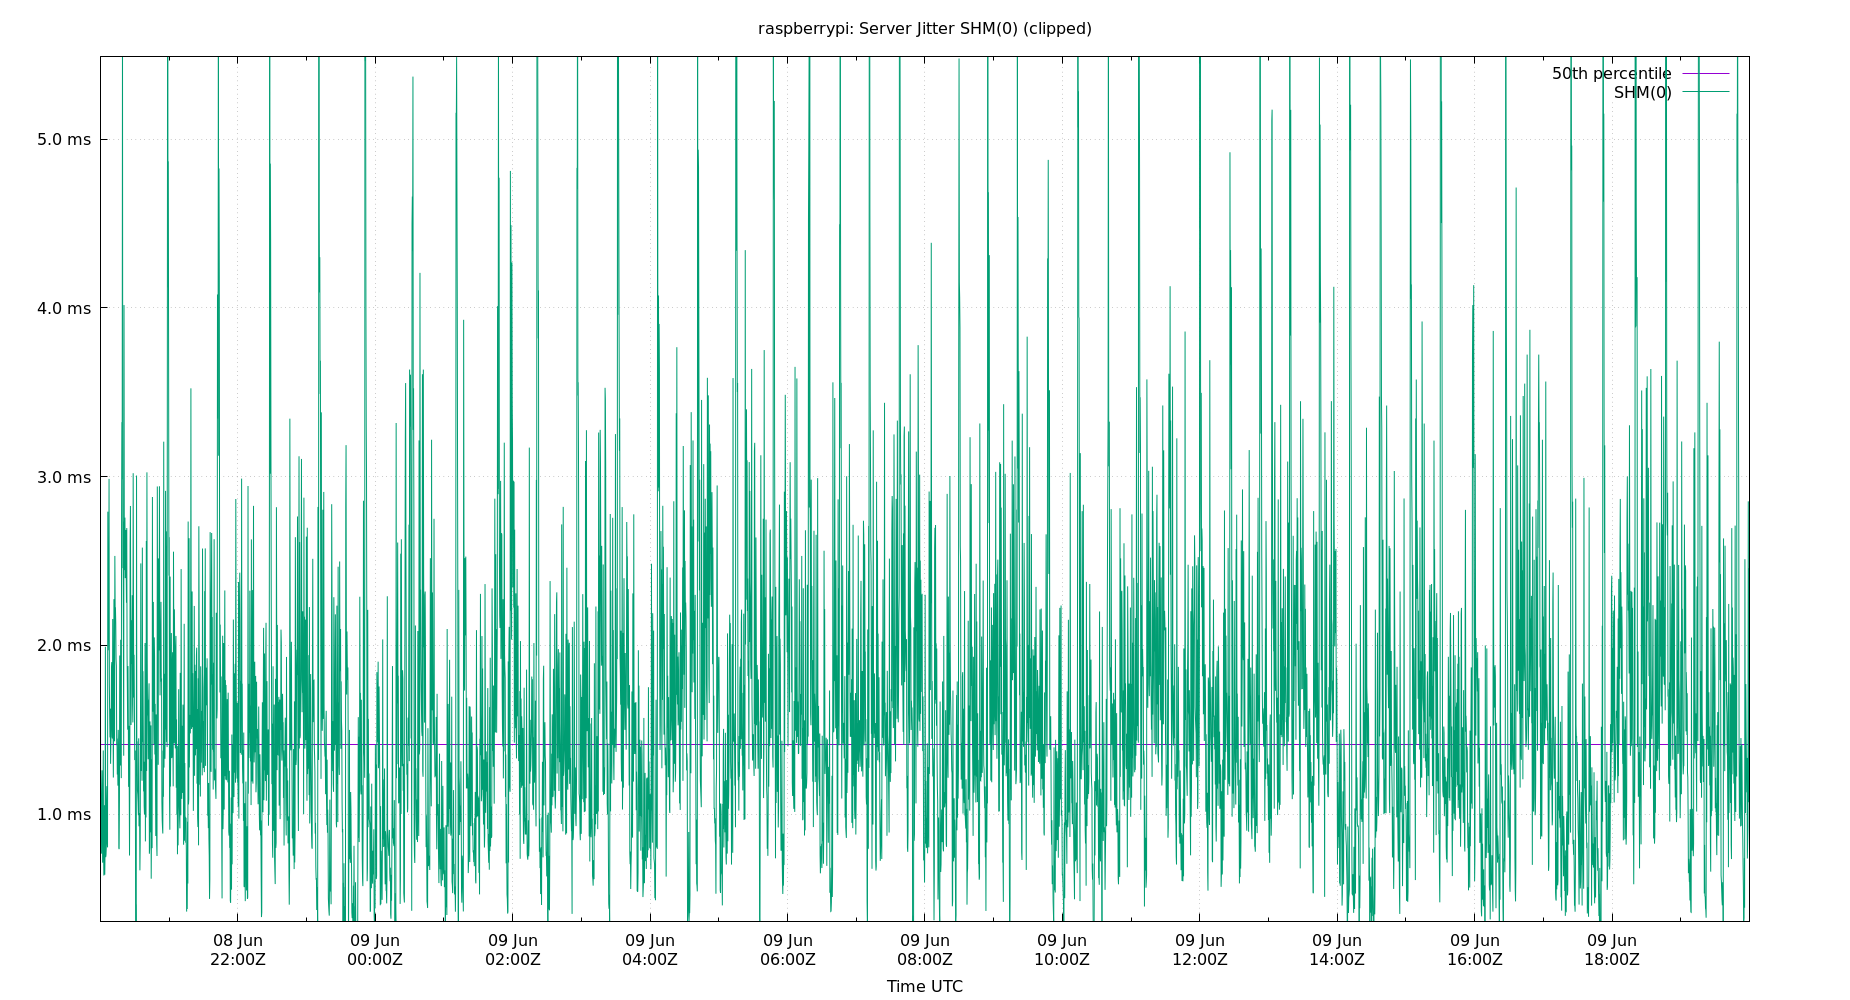 raspberrypi: Server Jitter SHM(0) (clipped)
50th percentile
SHM(0)
5.0 ms
4.0 ms
3.0 ms
2.0 ms
1.0 ms
08 Jun 09 Jun 09 Jun 09 Jun 09 Jun 09 Jun 09 Jun 09 Jun 09 Jun 09 Jun 09 Jun
22:00Z 00:00Z 02:00Z 04:00Z 06:00Z 08:00Z 10:00Z 12:00Z 14:00Z 16:00Z 18:00Z
Time UTC